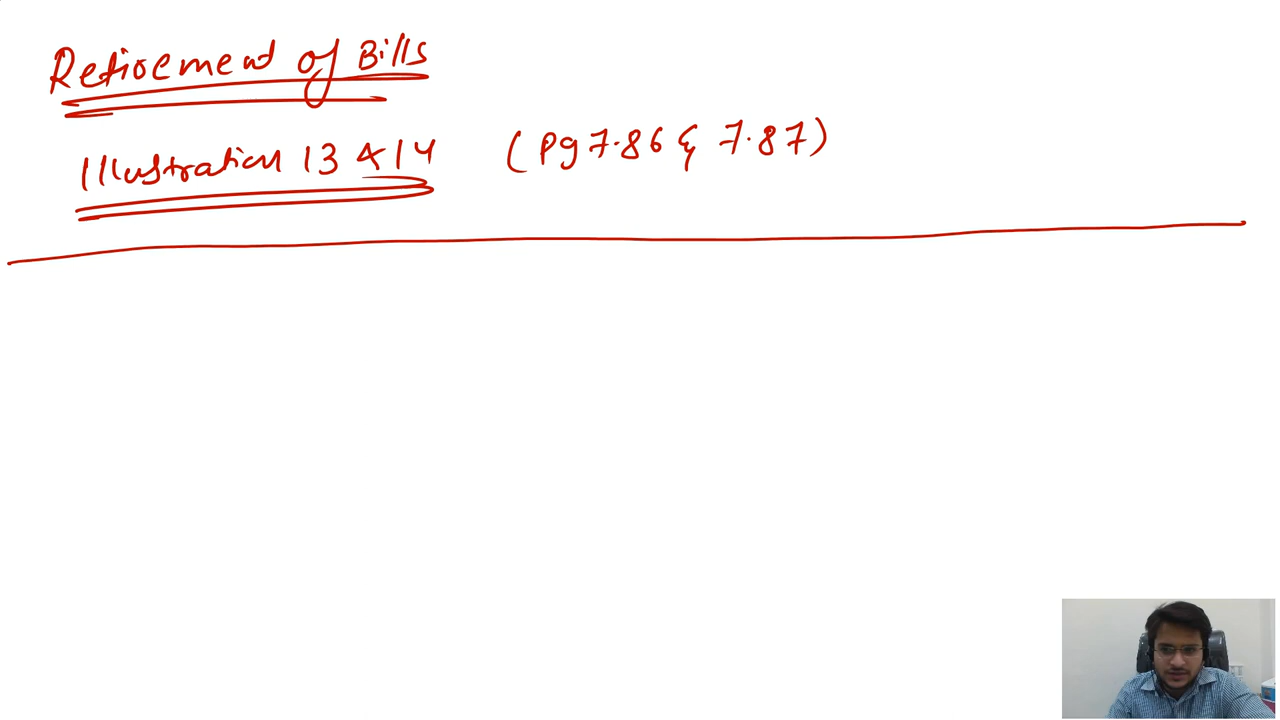 Retirement of Bills
Illustration 13 & 14 (Pg 7.86 & 7.87)